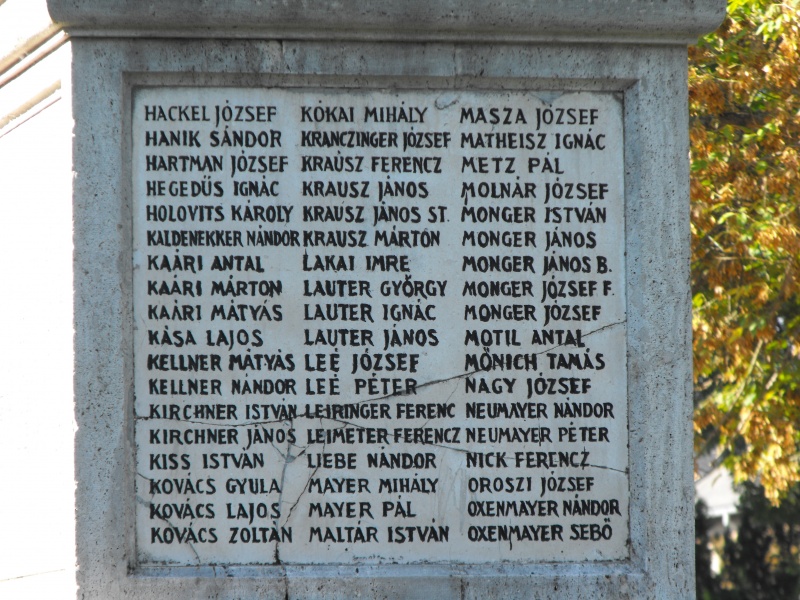 HACKEL JÓZSEF
HANIK SÁNDOR
HARTMAN JÓZSEF
HEGEDŰS IGNÁC
HOLOVITS KÁROLY
KALDENEKKER NÁNDOR
KAÁRI ANTAL
KAÁRI MÁRTON
KAÁRI MÁTYÁS
KÁSA LAJOS
KELLNER MÁTYÁS
KELLNER NÁNDOR
KIRCHNER ISTVÁN
KIRCHNER JÁNOS
KISS ISTVÁN
KOVÁCS GYULA
KOVÁCS LAJOS
KOVÁCS ZOLTÁN
KÓKAI MIHÁLY
KRANCZINGER JÓZSEF
KRAUSZ FERENCZ
KRAUSZ JÁNOS
KRAUSZ JÁNOS ST.
KRAUSZ MÁRTON
LAKAI IMRE
LAUTER GYÖRGY
LAUTER IGNÁC
LAUTER JÁNOS
LEÉ JÓZSEF
LEÉ PÉTER
LEIRINGER FERENC
LEIMETER FERENCZ
LIEBE NÁNDOR
MAYER MIHÁLY
MAYER PÁL
MALTÁR ISTVÁN
MASZA JÓZSEF
MATHEISZ IGNÁC
METZ PÁL
MOLNÁR JÓZSEF
MONGER ISTVÁN
MONGER JÁNOS
MONGER JÁNOS B.
MONGER JÓZSEF F.
MONGER JÓZSEF
MOTIL ANTAL
MÖNICH TAMÁS
NAGY JÓZSEF
NEUMAYER NÁNDOR
NEUMAYER PÉTER
NICK FERENCZ
OROSZI JÓZSEF
OXENMAYER NÁNDOR
OXENMAYER SEBŐ